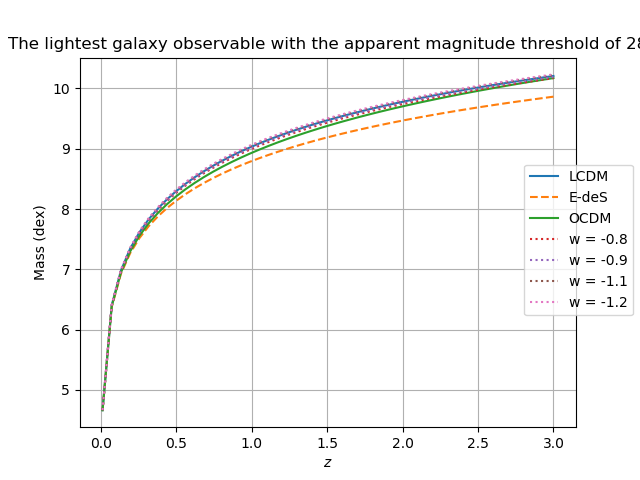 The lightest galaxy observable with the apparent magnitude threshold of 28
10
9
8
7
6
5
Mass (dex)
0.0 0.5 1.0 1.5 2.0 2.5 3.0
z
LCDM
E-deS
OCDM
w = -0.8
w = -0.9
w = -1.1
w = -1.2